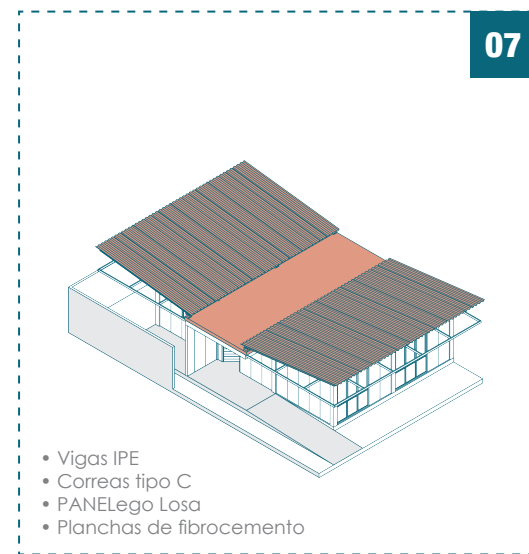 07
• Vigas IPE
• Correas tipo C
• PANELego Losa
• Planchas de fibrocemento